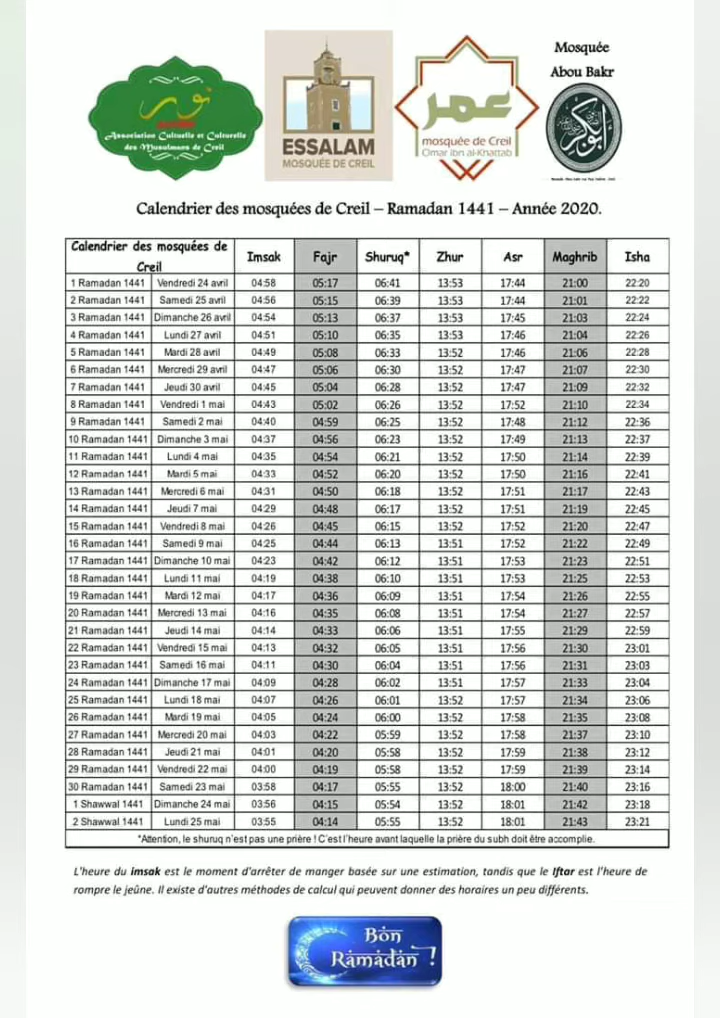 نور
Association Culturelle et Cultuelle
des Musulmans de Creil
ESSALAM
MOSQUÉE DE CREIL
عمر
mosquée de Creil
Omar ibn al-Khattab
Mosquée
Abou Bakr
أبو بكر
Calendrier des mosquées de Creil – Ramadan 1441 – Année 2020.
Calendrier des mosquées de Creil Imsak Fajr Shuruq* Zhur Asr Maghrib Isha
1 Ramadan 1441 Vendredi 24 avril 04:58 05:17 06:41 13:53 17:44 21:00 22:20
2 Ramadan 1441 Samedi 25 avril 04:56 05:15 06:39 13:53 17:44 21:01 22:22
3 Ramadan 1441 Dimanche 26 avril 04:54 05:13 06:37 13:53 17:45 21:03 22:24
4 Ramadan 1441 Lundi 27 avril 04:51 05:10 06:35 13:53 17:46 21:04 22:26
5 Ramadan 1441 Mardi 28 avril 04:49 05:08 06:33 13:52 17:46 21:06 22:28
6 Ramadan 1441 Mercredi 29 avril 04:47 05:06 06:30 13:52 17:47 21:07 22:30
7 Ramadan 1441 Jeudi 30 avril 04:45 05:04 06:28 13:52 17:47 21:09 22:32
8 Ramadan 1441 Vendredi 1 mai 04:43 05:02 06:26 13:52 17:52 21:10 22:34
9 Ramadan 1441 Samedi 2 mai 04:40 04:59 06:25 13:52 17:48 21:12 22:36
10 Ramadan 1441 Dimanche 3 mai 04:37 04:56 06:23 13:52 17:49 21:13 22:37
11 Ramadan 1441 Lundi 4 mai 04:35 04:54 06:21 13:52 17:50 21:14 22:39
12 Ramadan 1441 Mardi 5 mai 04:33 04:52 06:20 13:52 17:50 21:16 22:41
13 Ramadan 1441 Mercredi 6 mai 04:31 04:50 06:18 13:52 17:51 21:17 22:43
14 Ramadan 1441 Jeudi 7 mai 04:29 04:48 06:17 13:52 17:51 21:19 22:45
15 Ramadan 1441 Vendredi 8 mai 04:26 04:45 06:15 13:52 17:52 21:20 22:47
16 Ramadan 1441 Samedi 9 mai 04:25 04:44 06:13 13:51 17:52 21:22 22:49
17 Ramadan 1441 Dimanche 10 mai 04:23 04:42 06:12 13:51 17:53 21:23 22:51
18 Ramadan 1441 Lundi 11 mai 04:19 04:38 06:10 13:51 17:53 21:25 22:53
19 Ramadan 1441 Mardi 12 mai 04:17 04:36 06:09 13:51 17:54 21:26 22:55
20 Ramadan 1441 Mercredi 13 mai 04:16 04:35 06:08 13:51 17:54 21:27 22:57
21 Ramadan 1441 Jeudi 14 mai 04:14 04:33 06:06 13:51 17:55 21:29 22:59
22 Ramadan 1441 Vendredi 15 mai 04:13 04:32 06:05 13:51 17:56 21:30 23:01
23 Ramadan 1441 Samedi 16 mai 04:11 04:30 06:04 13:51 17:56 21:31 23:03
24 Ramadan 1441 Dimanche 17 mai 04:09 04:28 06:02 13:51 17:57 21:33 23:04
25 Ramadan 1441 Lundi 18 mai 04:07 04:26 06:01 13:52 17:57 21:34 23:06
26 Ramadan 1441 Mardi 19 mai 04:05 04:24 06:00 13:52 17:58 21:35 23:08
27 Ramadan 1441 Mercredi 20 mai 04:03 04:22 05:59 13:52 17:58 21:37 23:10
28 Ramadan 1441 Jeudi 21 mai 04:01 04:20 05:58 13:52 17:59 21:38 23:12
29 Ramadan 1441 Vendredi 22 mai 04:00 04:19 05:58 13:52 17:59 21:39 23:14
30 Ramadan 1441 Samedi 23 mai 03:58 04:17 05:55 13:52 18:00 21:40 23:16
1 Shawwal 1441 Dimanche 24 mai 03:56 04:15 05:54 13:52 18:01 21:42 23:18
2 Shawwal 1441 Lundi 25 mai 03:55 04:14 05:55 13:52 18:01 21:43 23:21
*Attention, le shuruq n'est pas une prière ! C'est l'heure avant laquelle la prière du subh doit être accomplie.
L'heure du imsak est le moment d'arrêter de manger basée sur une estimation, tandis que le Iftar est l'heure de
rompre le jeûne. Il existe d'autres méthodes de calcul qui peuvent donner des horaires un peu différents.
Bon
Ramadan !